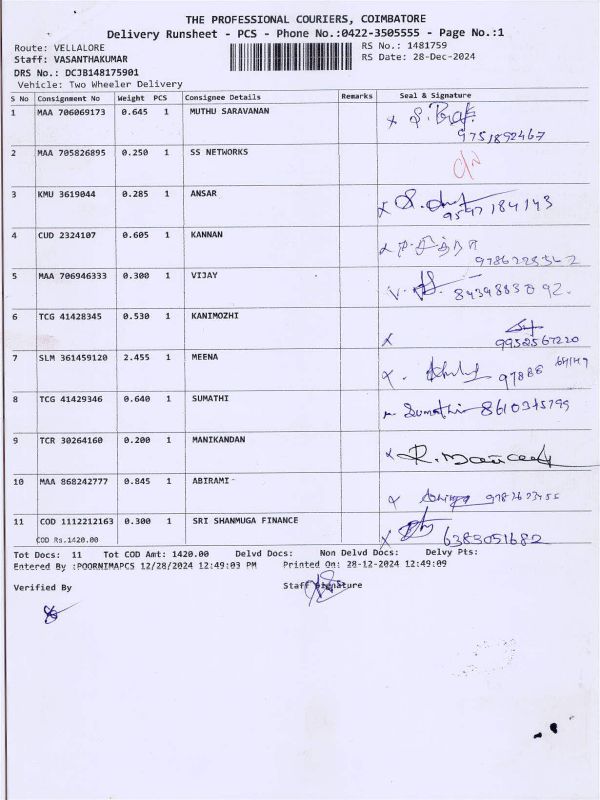 THE PROFESSIONAL COURIERS, COIMBATORE
Delivery Runsheet - PCS - Phone No.:0422-3505555 - Page No.:1
Route: VELLALORE RS No.: 1481759
Staff: VASANTHAKUMAR RS Date: 28-Dec-2024
DRS No.: DCJB148175901
Vehicle: Two Wheeler Delivery
S No Consignment No Weight PCS Consignee Details Remarks Seal & Signature
1 MAA 706069173 0.645 1 MUTHU SARAVANAN
9751892467
2 MAA 705826895 0.250 1 SS NETWORKS
3 KMU 3619044 0.285 1 ANSAR
9597184143
4 CUD 2324107 0.605 1 KANNAN
5 MAA 706946333 0.300 1 VIJAY
6 TCG 41428345 0.530 1 KANIMOZHI
9952567220
7 SLM 361459120 2.455 1 MEENA
8 TCG 41429346 0.640 1 SUMATHI Sumathi
9 TCR 30264160 0.200 1 MANIKANDAN
10 MAA 868242777 0.845 1 ABIRAMI
11 COD 1112212163 0.300 1 SRI SHANMUGA FINANCE 6383051682
COD Rs.1420.00
Tot Docs: 11 Tot COD Amt: 1420.00 Delvd Docs: Non Delvd Docs: Delvy Pts:
Entered By :POORNIMAPCS 12/28/2024 12:49:03 PM Printed On: 28-12-2024 12:49:09
Verified By Staff Signature